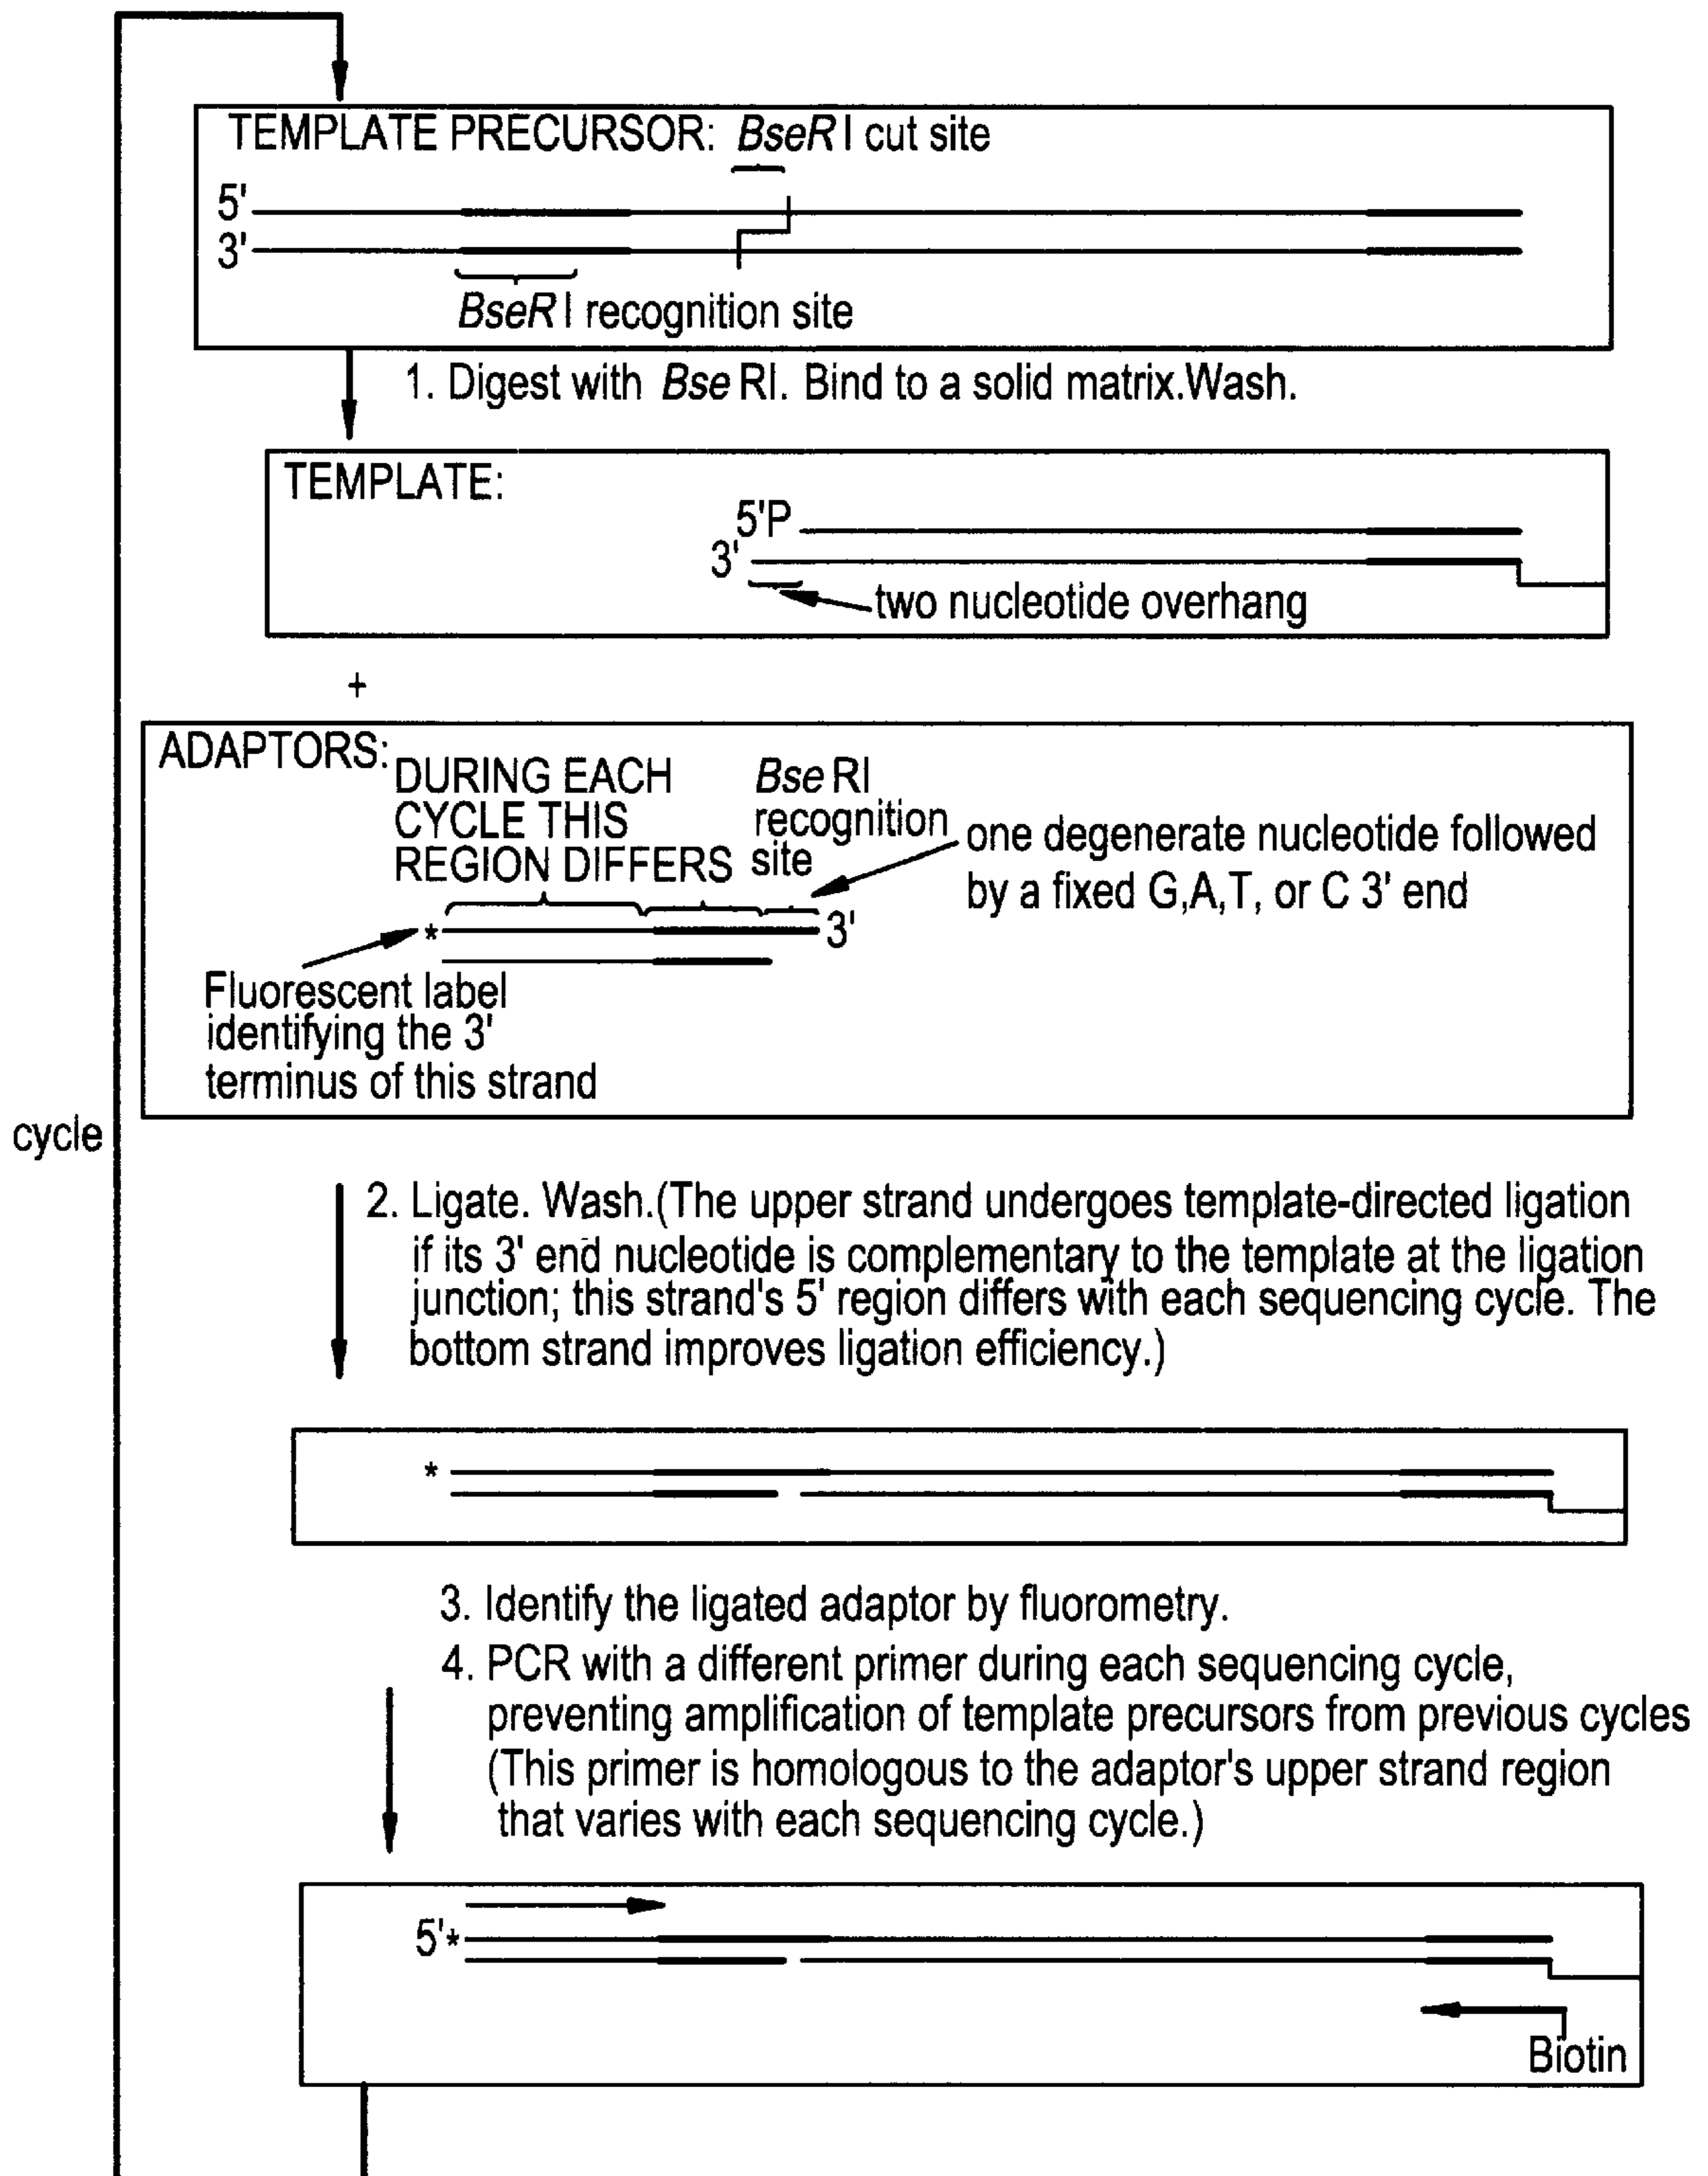 TEMPLATE PRECURSOR: BseR I cut site
5'
3'
BseR I recognition site
1. Digest with Bse RI. Bind to a solid matrix.Wash.
TEMPLATE:
5'P
3'
two nucleotide overhang
+
ADAPTORS:
DURING EACH
CYCLE THIS
REGION DIFFERS
Bse RI
recognition
site
one degenerate nucleotide followed
by a fixed G,A,T, or C 3' end
* 3'
Fluorescent label
identifying the 3'
terminus of this strand
cycle
2. Ligate. Wash.(The upper strand undergoes template-directed ligation
if its 3' end nucleotide is complementary to the template at the ligation
junction; this strand's 5' region differs with each sequencing cycle. The
bottom strand improves ligation efficiency.)
*
3. Identify the ligated adaptor by fluorometry.
4. PCR with a different primer during each sequencing cycle,
preventing amplification of template precursors from previous cycles
(This primer is homologous to the adaptor's upper strand region
that varies with each sequencing cycle.)
5'*
Biotin